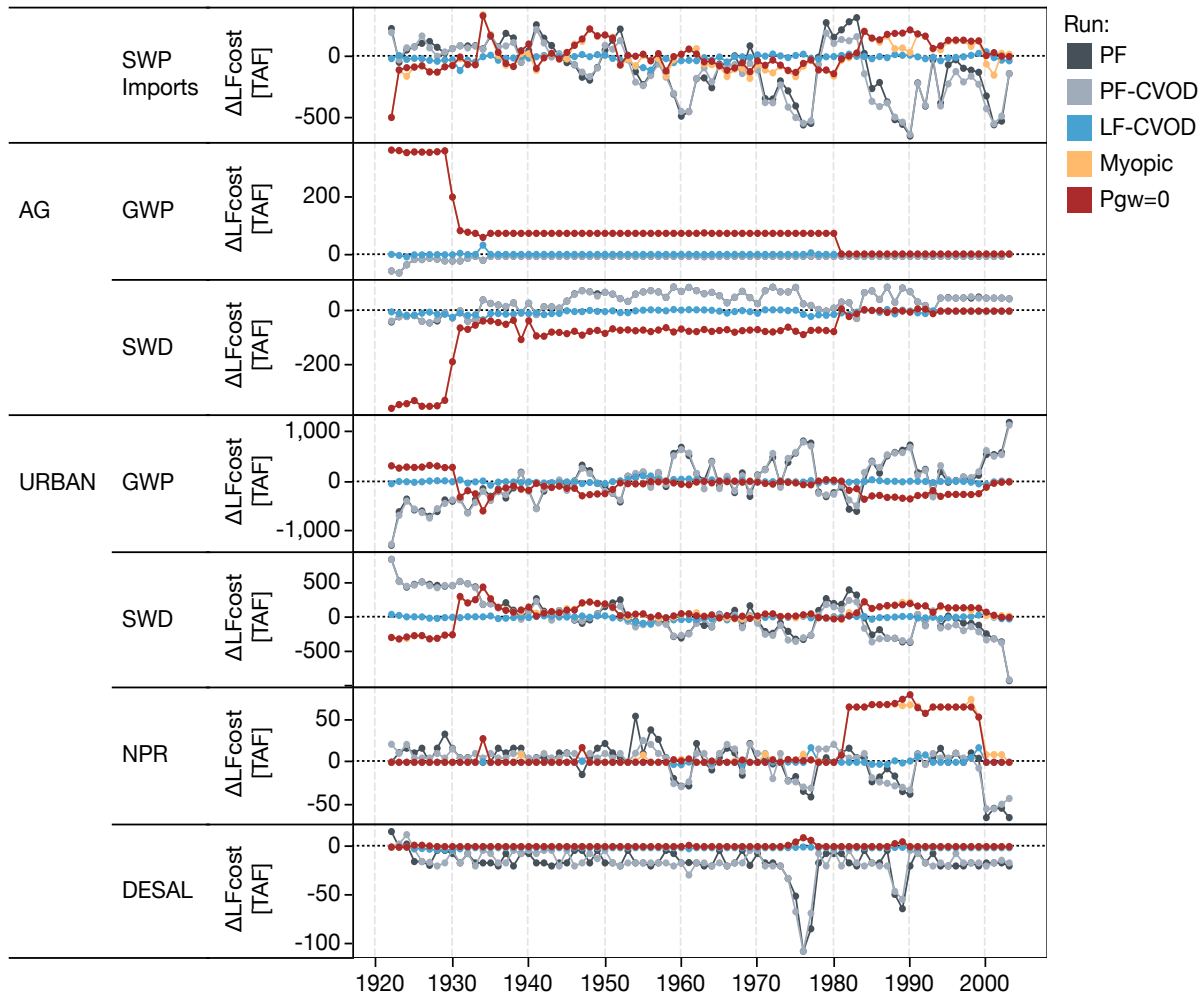 Run:
PF
PF-CVOD
LF-CVOD
Myopic
Pgw=0
SWP
Imports
ΔLFcost
[TAF]
0
-500
AG
GWP
ΔLFcost
[TAF]
200
0
SWD
ΔLFcost
[TAF]
0
-200
URBAN
GWP
ΔLFcost
[TAF]
1,000
0
-1,000
SWD
ΔLFcost
[TAF]
500
0
-500
NPR
ΔLFcost
[TAF]
50
0
-50
DESAL
ΔLFcost
[TAF]
0
-50
-100
1920 1930 1940 1950 1960 1970 1980 1990 2000